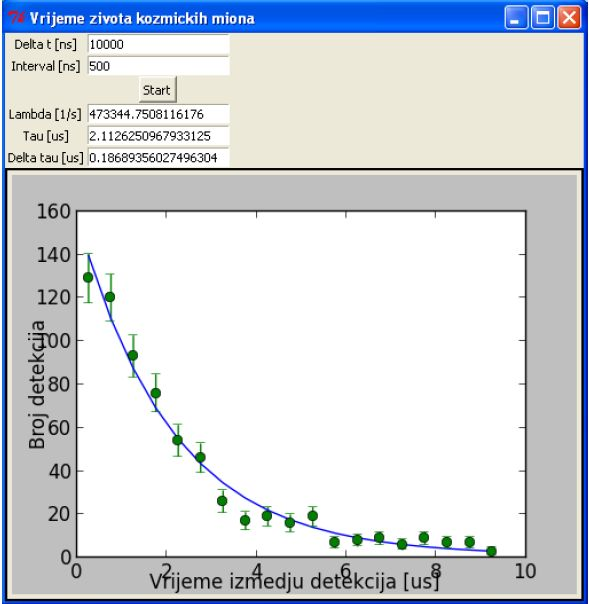 Vrijeme zivota kozmickih miona
Delta t [ns] 10000
Interval [ns] 500
Start
Lambda [1/s] 473344.7508116176
Tau [us] 2.1126250967933125
Delta tau [us] 0.18689356027496304
160
140
120
100
80
60
40
20
0
Broj detekcija
0 2 4 6 8 10
Vrijeme izmedju detekcija [us]